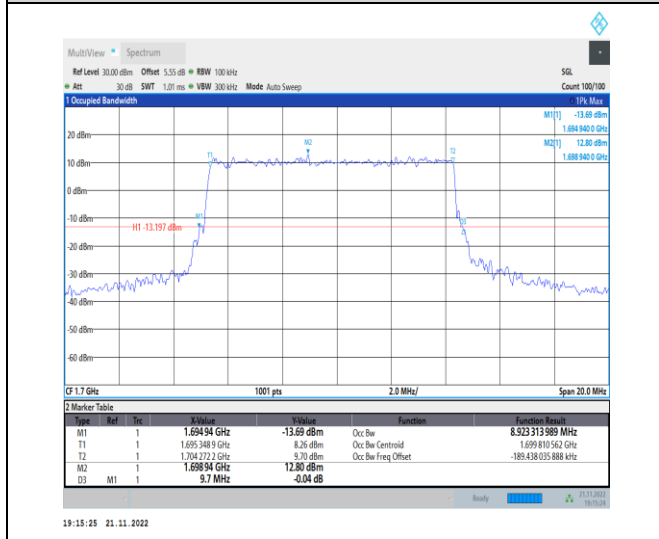 MultiView Spectrum
Ref Level 30.00 dBm Offset 5.55 dB RBW 100 kHz SGL
Att 30 dB SWT 1.01 ms VBW 300 kHz Mode Auto Sweep Count 100/100
1 Occupied Bandwidth 1Pk Max
M1[1] -13.69 dBm
1.694 940 0 GHz
M2[1] 12.80 dBm
1.698 940 0 GHz
20 dBm
M2
T1
T2
10 dBm
0 dBm
-10 dBm
M1
D3
H1 -13.197 dBm
-20 dBm
-30 dBm
-40 dBm
-50 dBm
-60 dBm
CF 1.7 GHz 1001 pts 2.0 MHz/ Span 20.0 MHz
2 Marker Table
Type Ref Trc X-Value Y-Value Function Function Result
M1 1 1.694 94 GHz -13.69 dBm Occ Bw 8.923 313 989 MHz
T1 1 1.695 348 9 GHz 8.26 dBm Occ Bw Centroid 1.699 810 562 GHz
T2 1 1.704 272 2 GHz 9.70 dBm Occ Bw Freq Offset -189.438 035 888 kHz
M2 1 1.698 94 GHz 12.80 dBm
D3 M1 1 9.7 MHz -0.04 dB
Ready 21.11.2022
19:15:24
19:15:25 21.11.2022